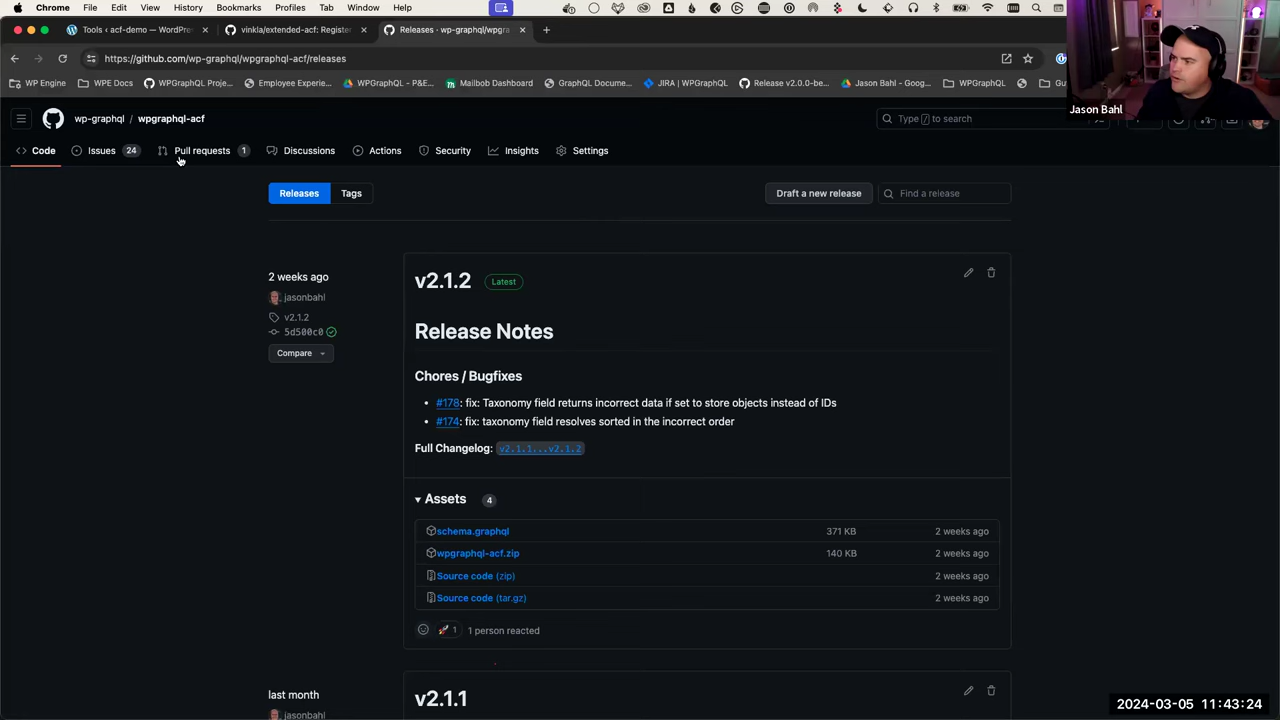 Chrome File Edit View History Bookmarks Profiles Tab Window Help
Tools ‹ acf-demo — WordPre
vinkla/extended-acf: Register
Releases · wp-graphql/wpgra
https://github.com/wp-graphql/wpgraphql-acf/releases
WP Engine WPE Docs WPGraphQL Proje... Employee Experie... WPGraphQL - P&E... Mailbob Dashboard GraphQL Docume... JIRA | WPGraphQL Release v2.0.0-be... Jason Bahl - Goog... WPGraphQL Gu
Jason Bahl
wp-graphql / wpgraphql-acf
Type / to search
Code Issues 24 Pull requests 1 Discussions Actions Security Insights Settings
Releases Tags Draft a new release Find a release
2 weeks ago
jasonbahl
v2.1.2
5d500c0
Compare
v2.1.2 Latest
Release Notes
Chores / Bugfixes
• #178: fix: Taxonomy field returns incorrect data if set to store objects instead of IDs
• #174: fix: taxonomy field resolves sorted in the incorrect order
Full Changelog: v2.1.1...v2.1.2
Assets 4
schema.graphql 371 KB 2 weeks ago
wpgraphql-acf.zip 140 KB 2 weeks ago
Source code (zip) 2 weeks ago
Source code (tar.gz) 2 weeks ago
1 1 person reacted
last month
jasonbahl
v2.1.1
2024-03-05 11:43:24